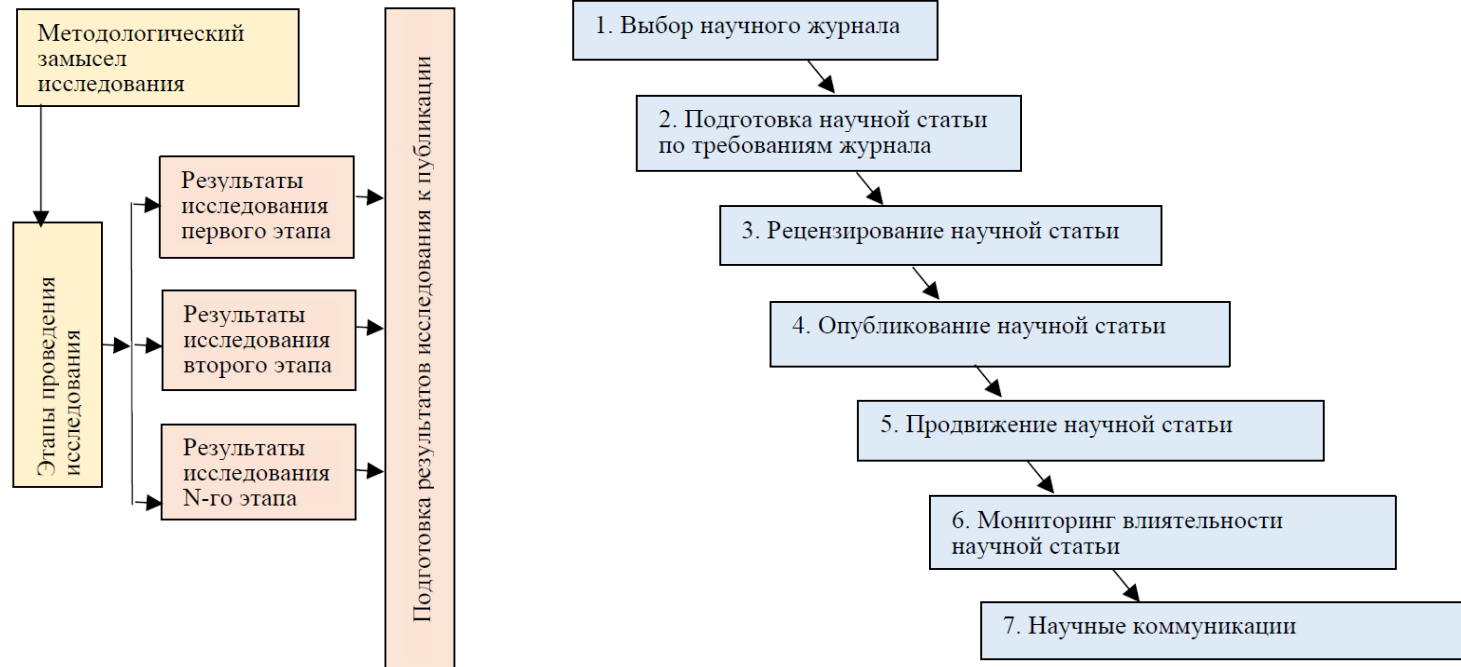 Методологический
замысел
исследования
Этапы проведения
исследования
Результаты
исследования
первого этапа
Результаты
исследования
второго этапа
Результаты
исследования
N-го этапа
Подготовка результатов исследования к публикации
1. Выбор научного журнала
2. Подготовка научной статьи
по требованиям журнала
3. Рецензирование научной статьи
4. Опубликование научной статьи
5. Продвижение научной статьи
6. Мониторинг влиятельности
научной статьи
7. Научные коммуникации